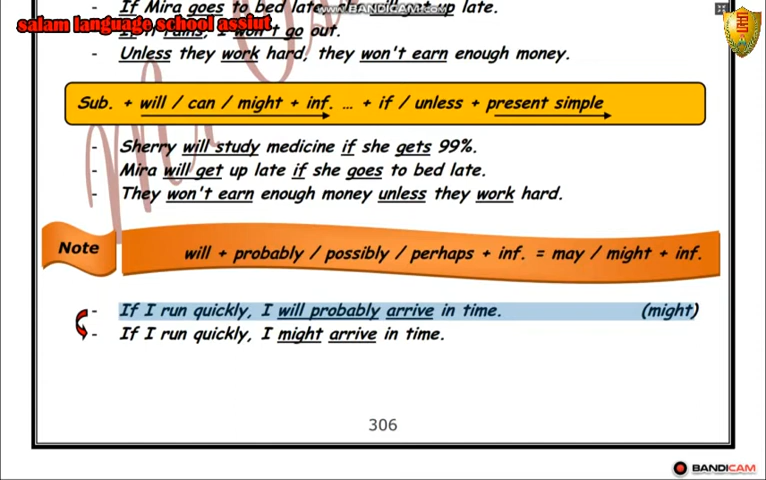 WWW.BANDICAM.COM
If Mira goes to bed late, late.
salam language school assiut
go out.
- Unless they work hard, they won't earn enough money.
Sub. + will / can / might + inf. ... + if / unless + present simple
- Sherry will study medicine if she gets 99%.
- Mira will get up late if she goes to bed late.
- They won't earn enough money unless they work hard.
Note
will + probably / possibly / perhaps + inf. = may / might + inf.
- If I run quickly, I will probably arrive in time. (might)
- If I run quickly, I might arrive in time.
306
BANDICAM